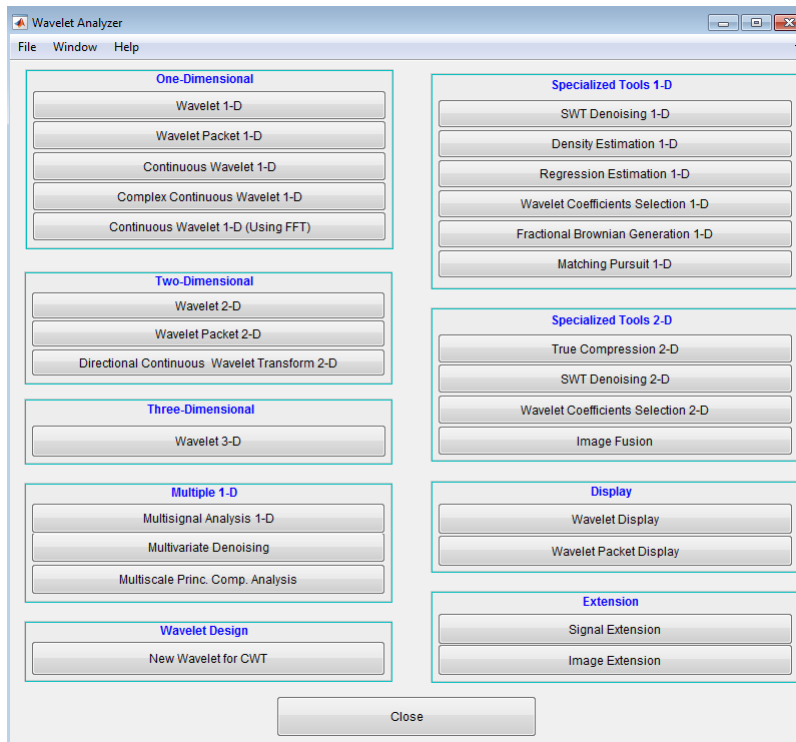 Wavelet Analyzer
File Window Help
One-Dimensional
Wavelet 1-D
Wavelet Packet 1-D
Continuous Wavelet 1-D
Complex Continuous Wavelet 1-D
Continuous Wavelet 1-D (Using FFT)
Two-Dimensional
Wavelet 2-D
Wavelet Packet 2-D
Directional Continuous Wavelet Transform 2-D
Three-Dimensional
Wavelet 3-D
Multiple 1-D
Multisignal Analysis 1-D
Multivariate Denoising
Multiscale Princ. Comp. Analysis
Wavelet Design
New Wavelet for CWT
Specialized Tools 1-D
SWT Denoising 1-D
Density Estimation 1-D
Regression Estimation 1-D
Wavelet Coefficients Selection 1-D
Fractional Brownian Generation 1-D
Matching Pursuit 1-D
Specialized Tools 2-D
True Compression 2-D
SWT Denoising 2-D
Wavelet Coefficients Selection 2-D
Image Fusion
Display
Wavelet Display
Wavelet Packet Display
Extension
Signal Extension
Image Extension
Close